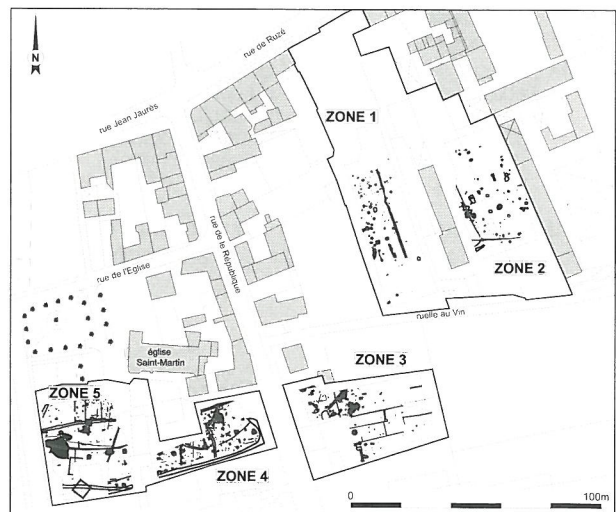 N
rue de Ruzé
rue Jean Jaurès
ZONE 1
rue de la République
rue de l'Eglise
ZONE 2
ruelle au Vin
église
Saint-Martin
ZONE 3
ZONE 5
ZONE 4
0
100m